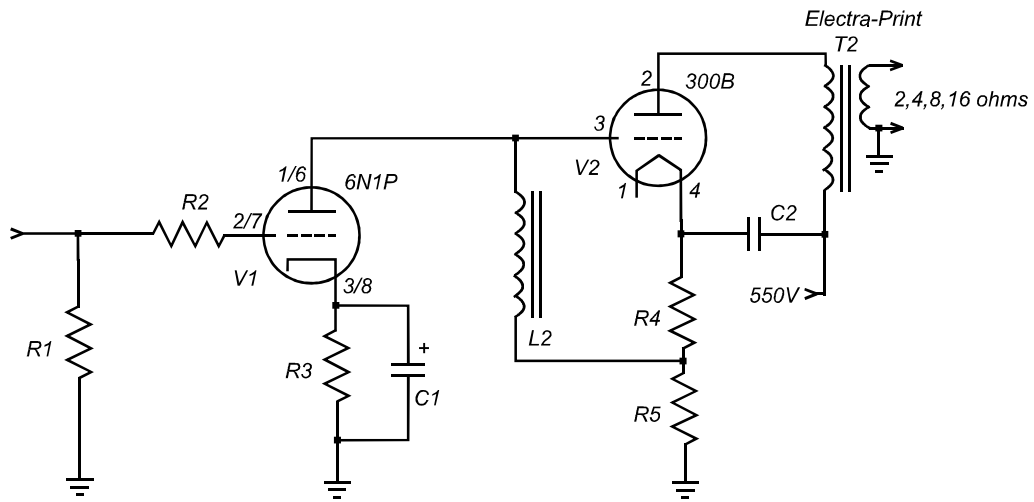 Electra-Print
T2
2
300B
2,4,8,16 ohms
3
V2
1
4
1/6
6N1P
R2
2/7
V1
3/8
C2
550V
R4
L2
R1
R3
+
C1
R5